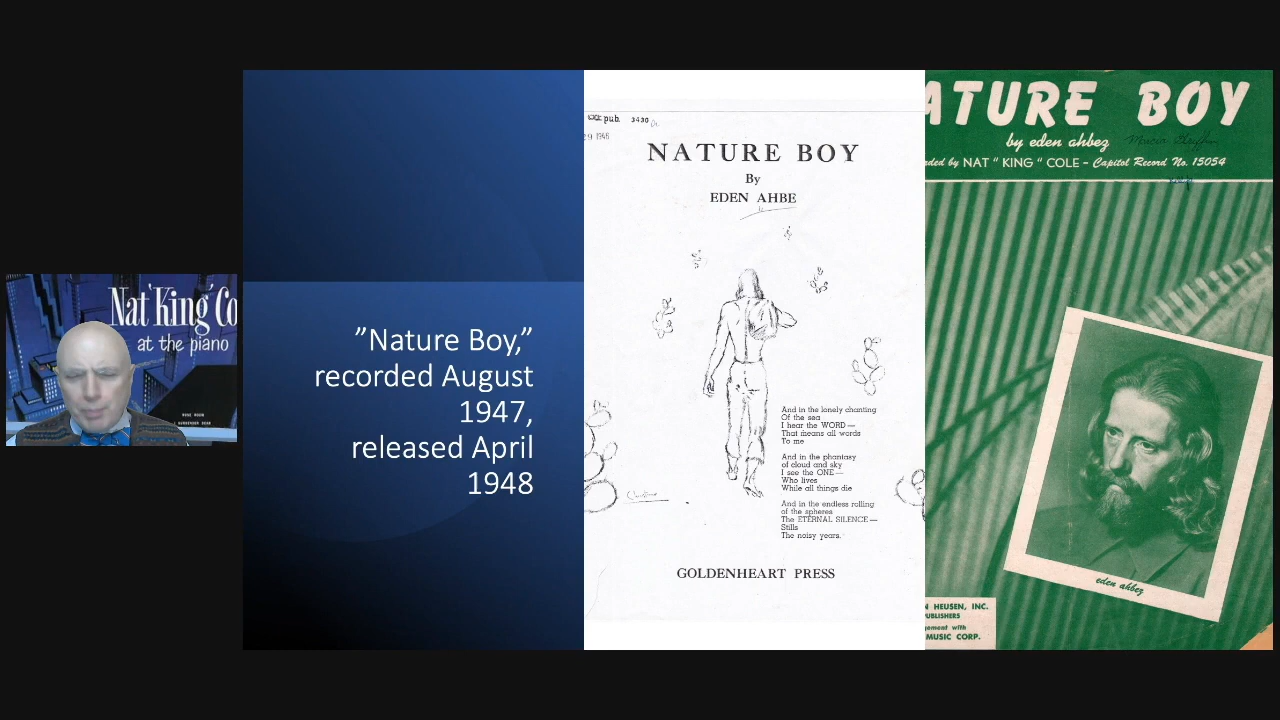 Nat 'King' Co
at the piano
”Nature Boy,”
recorded August
1947,
released April
1948
pub. 3430
NATURE BOY
By
EDEN AHBE
And in the lonely chanting
Of the sea
I hear the WORD—
That means all words
To me
And in the phantasy
of cloud and sky
I see the ONE—
Who lives
While all things die
And in the endless rolling
of the spheres
The ETERNAL SILENCE—
Stills
The noisy years.
GOLDENHEART PRESS
ATURE BOY
by eden ahbez
ded by NAT “KING“ COLE – Capitol Record No. 15054
eden ahbez
N HEUSEN, INC.
UBLISHERS
gement with
MUSIC CORP.